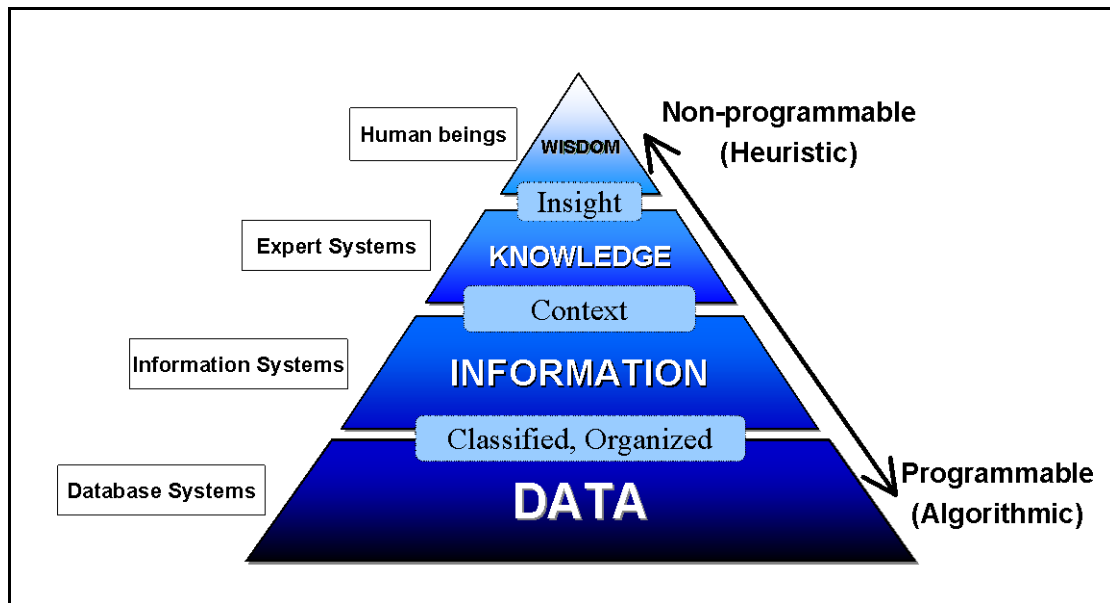 Human beings
WISDOM
Non-programmable
(Heuristic)
Insight
Expert Systems
KNOWLEDGE
Context
Information Systems
INFORMATION
Classified, Organized
Database Systems
DATA
Programmable
(Algorithmic)